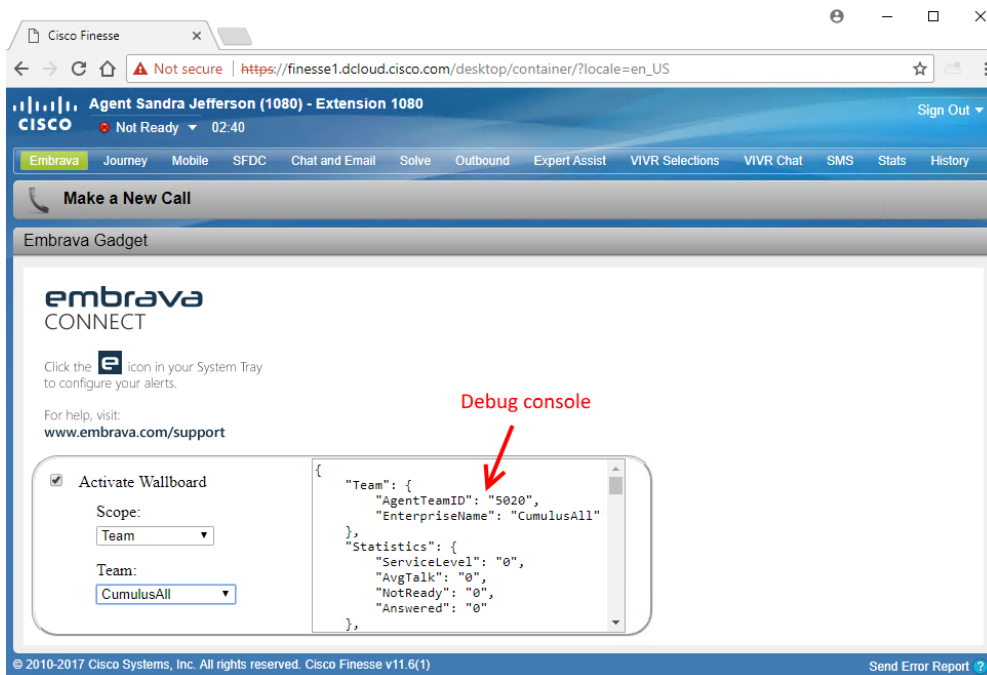 Cisco Finesse
Not secure | https://finesse1.dcloud.cisco.com/desktop/container/?locale=en_US
CISCO
Agent Sandra Jefferson (1080) - Extension 1080
Sign Out
Not Ready 02:40
Embrava Journey Mobile SFDC Chat and Email Solve Outbound Expert Assist VIVR Selections VIVR Chat SMS Stats History
Make a New Call
Embrava Gadget
embrava
CONNECT
Click the e icon in your System Tray
to configure your alerts.
For help, visit:
www.embrava.com/support
Debug console
Activate Wallboard
Scope:
Team
Team:
CumulusAll
{
"Team": {
"AgentTeamID": "5020",
"EnterpriseName": "CumulusAll"
},
"Statistics": {
"ServiceLevel": "0",
"AvgTalk": "0",
"NotReady": "0",
"Answered": "0"
},
© 2010-2017 Cisco Systems, Inc. All rights reserved. Cisco Finesse v11.6(1)
Send Error Report ?